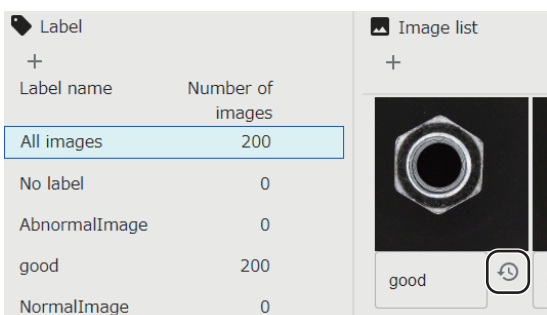 Label
+
Label name
Number of
images
All images 200
No label 0
AbnormalImage 0
good 200
NormalImage 0
Image list
+
good